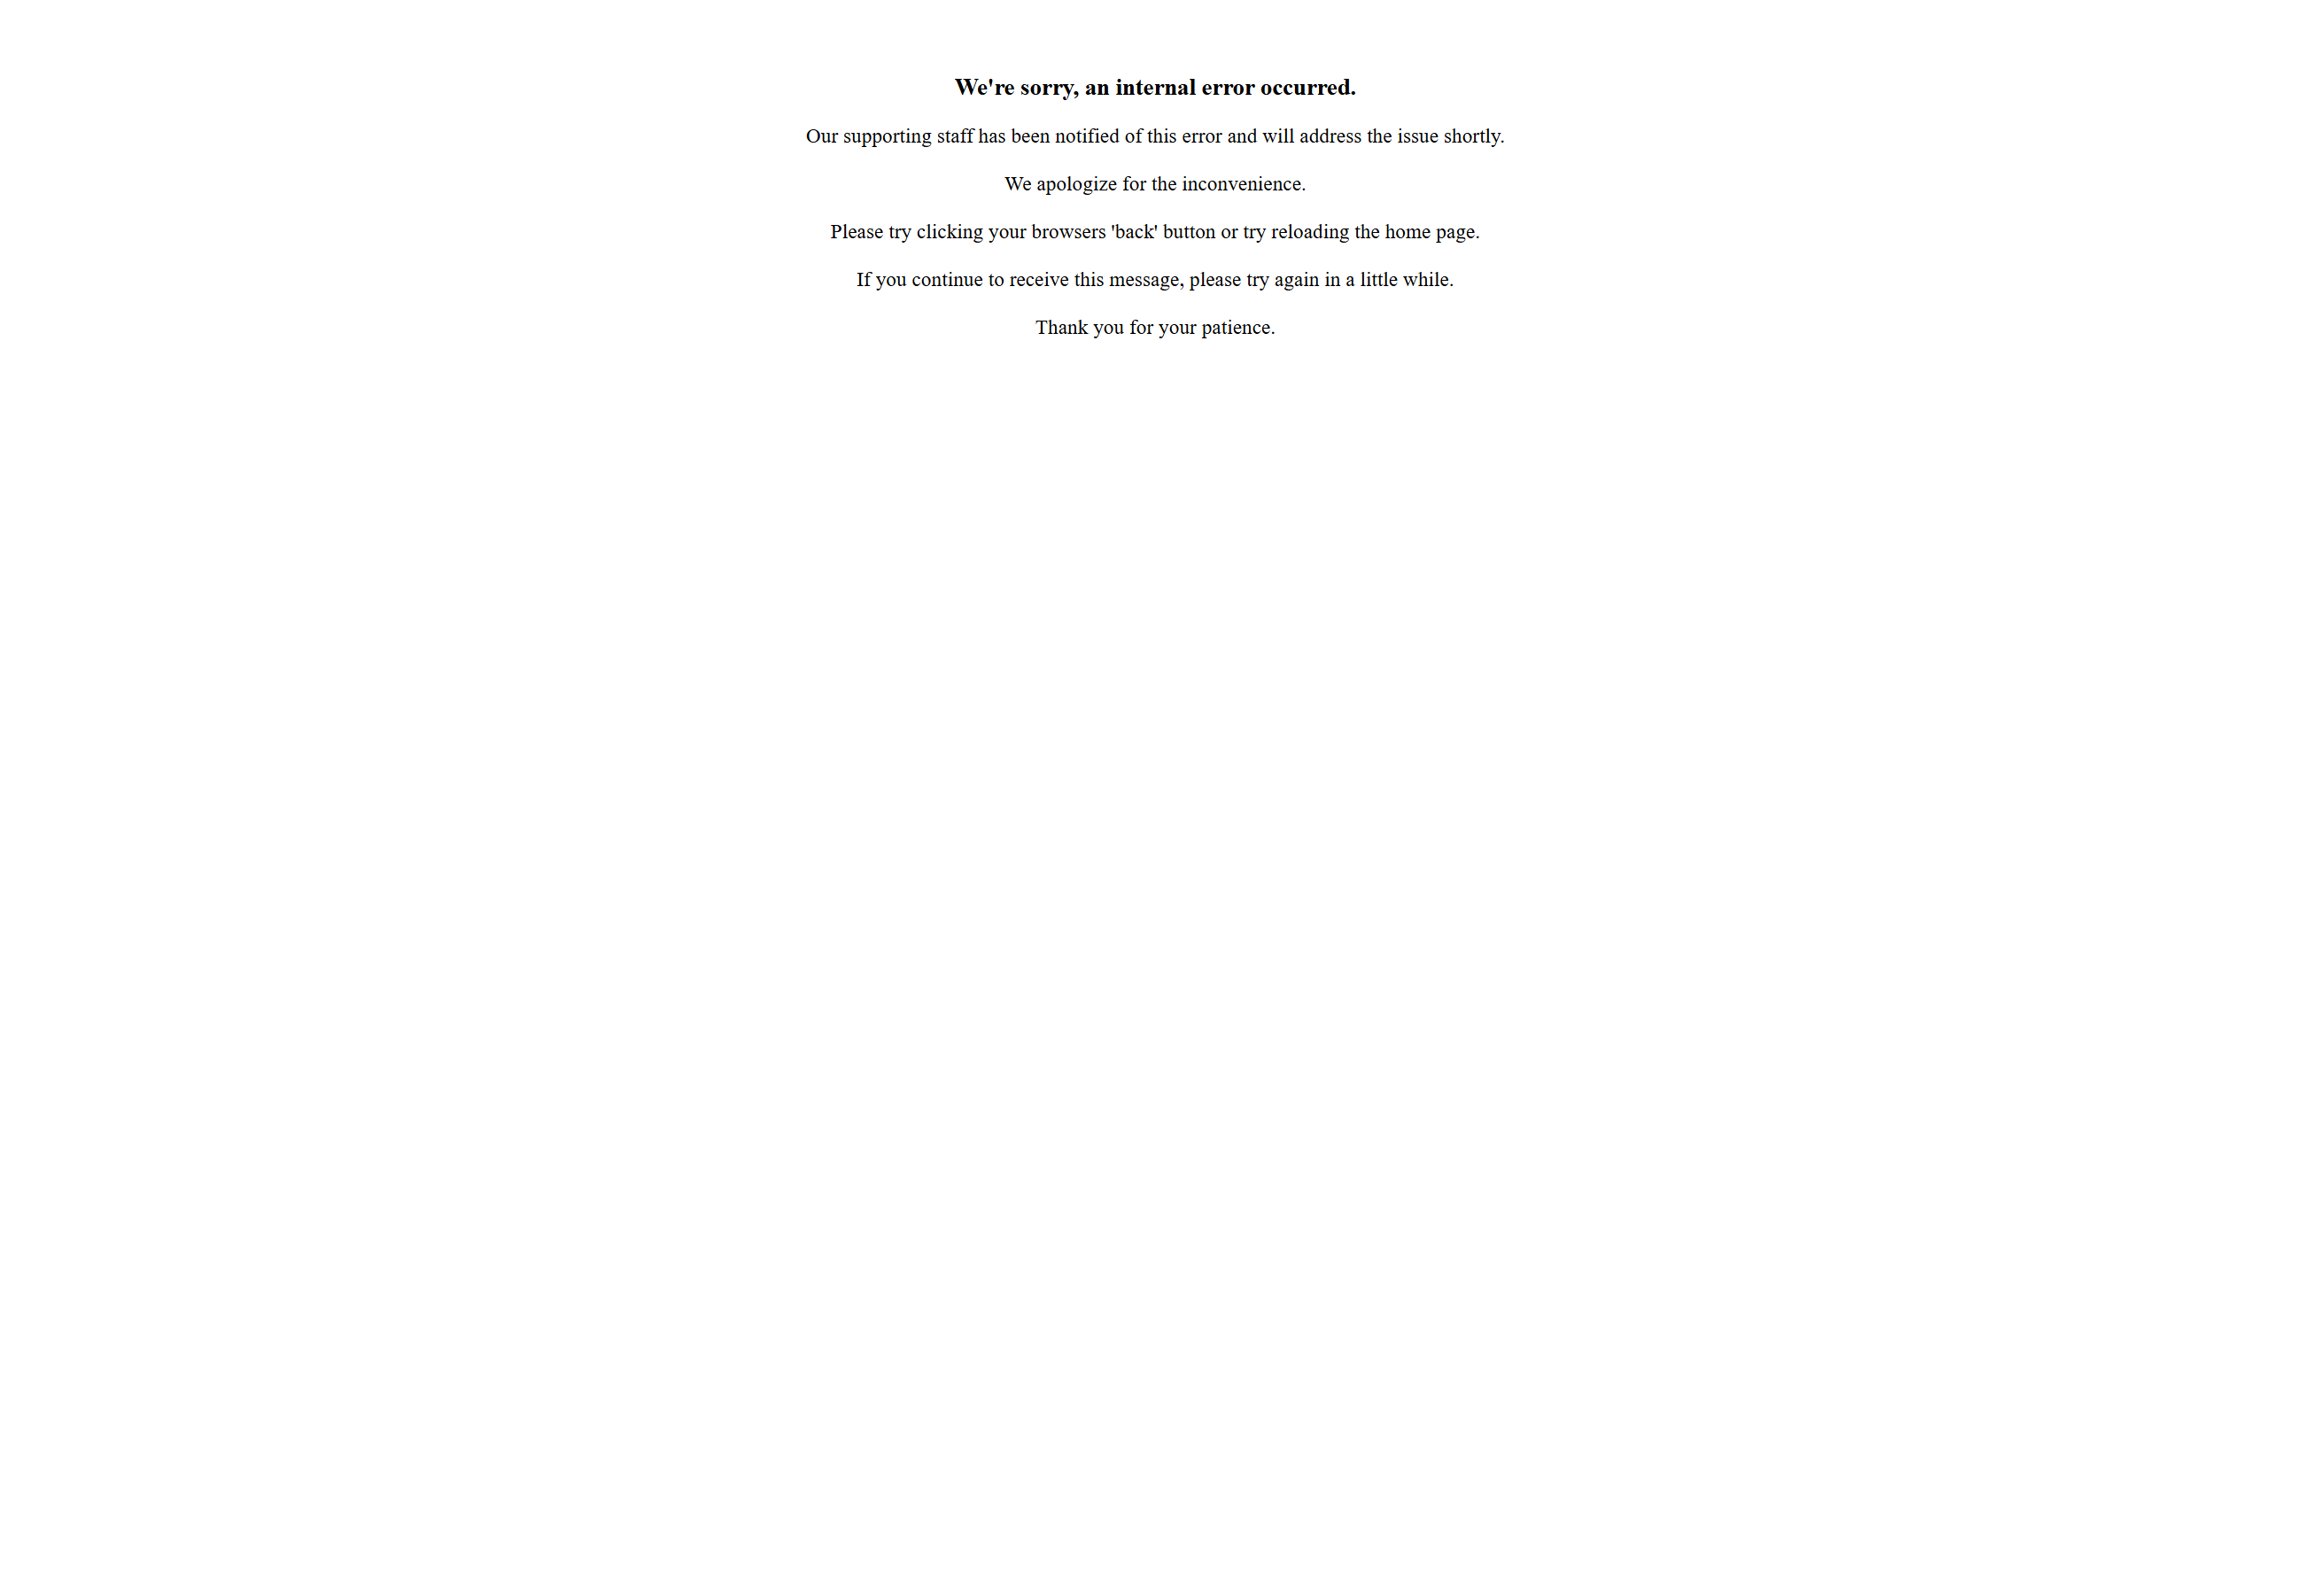 We're sorry, an internal error occurred.
Our supporting staff has been notified of this error and will address the issue shortly.
We apologize for the inconvenience.
Please try clicking your browsers 'back' button or try reloading the home page.
If you continue to receive this message, please try again in a little while.
Thank you for your patience.